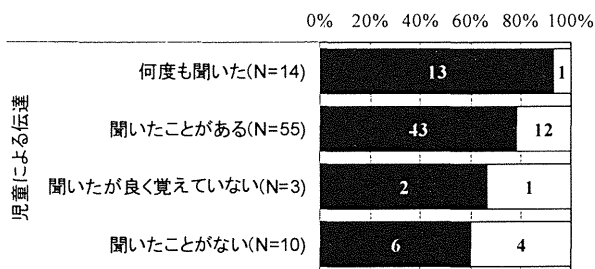 0% 20% 40% 60% 80% 100%
児童による伝達
何度も聞いた(N=14) 13 1
聞いたことがある(N=55) 43 12
聞いたが良く覚えていない(N=3) 2 1
聞いたことがない(N=10) 6 4